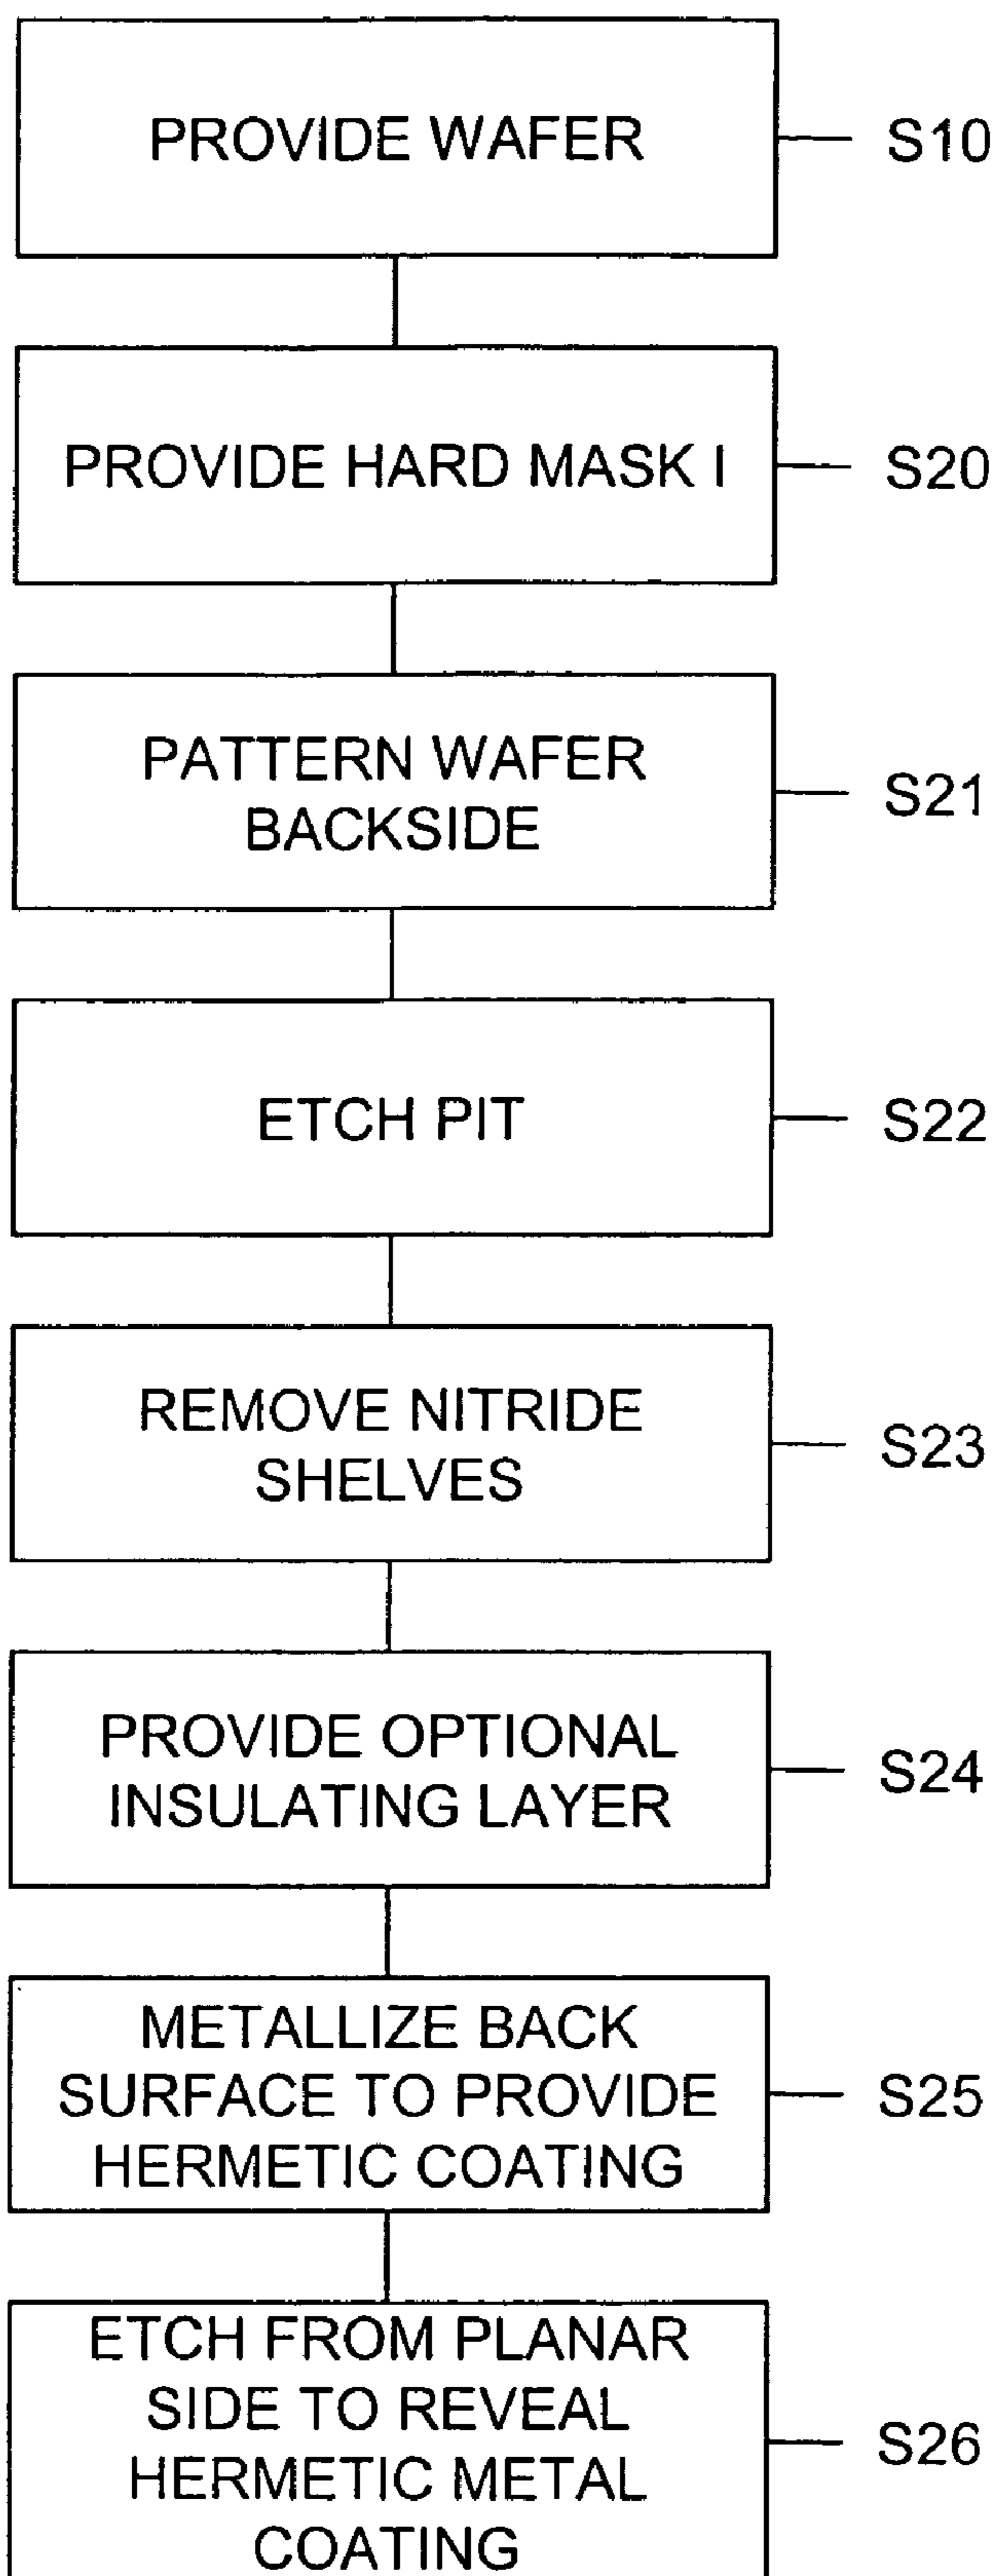 PROVIDE WAFER
S10
PROVIDE HARD MASK I
S20
PATTERN WAFER
BACKSIDE
S21
ETCH PIT
S22
REMOVE NITRIDE
SHELVES
S23
PROVIDE OPTIONAL
INSULATING LAYER
S24
METALLIZE BACK
SURFACE TO PROVIDE
HERMETIC COATING
S25
ETCH FROM PLANAR
SIDE TO REVEAL
HERMETIC METAL
COATING
S26